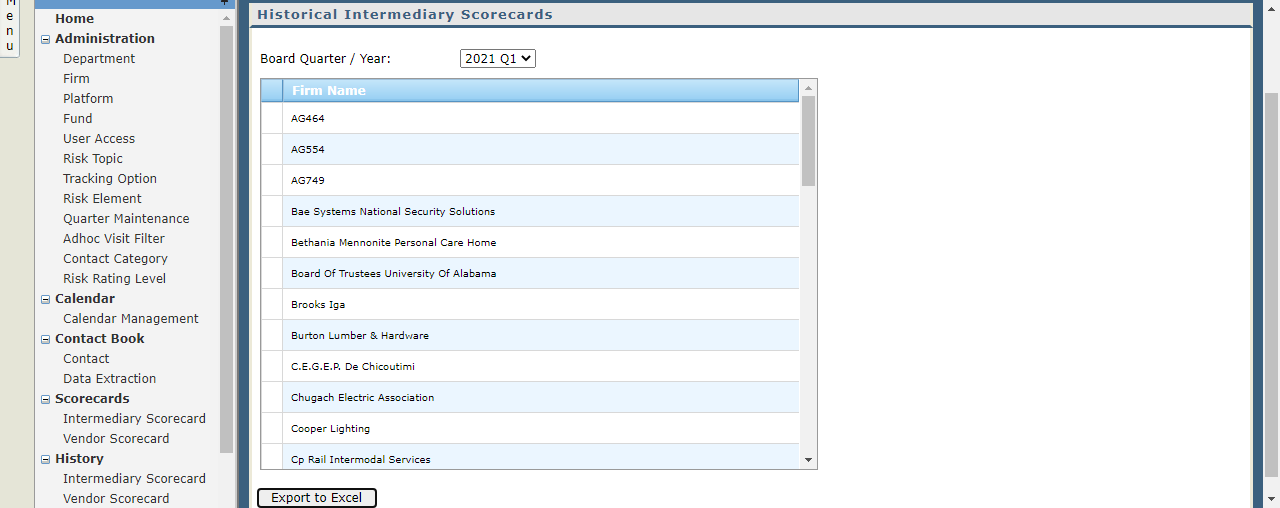 M
e
n
u
Home
Administration
Department
Firm
Platform
Fund
User Access
Risk Topic
Tracking Option
Risk Element
Quarter Maintenance
Adhoc Visit Filter
Contact Category
Risk Rating Level
Calendar
Calendar Management
Contact Book
Contact
Data Extraction
Scorecards
Intermediary Scorecard
Vendor Scorecard
History
Intermediary Scorecard
Vendor Scorecard
Historical Intermediary Scorecards
Board Quarter / Year: 2021 Q1
Firm Name
AG464
AG554
AG749
Bae Systems National Security Solutions
Bethania Mennonite Personal Care Home
Board Of Trustees University Of Alabama
Brooks Iga
Burton Lumber & Hardware
C.E.G.E.P. De Chicoutimi
Chugach Electric Association
Cooper Lighting
Cp Rail Intermodal Services
Export to Excel